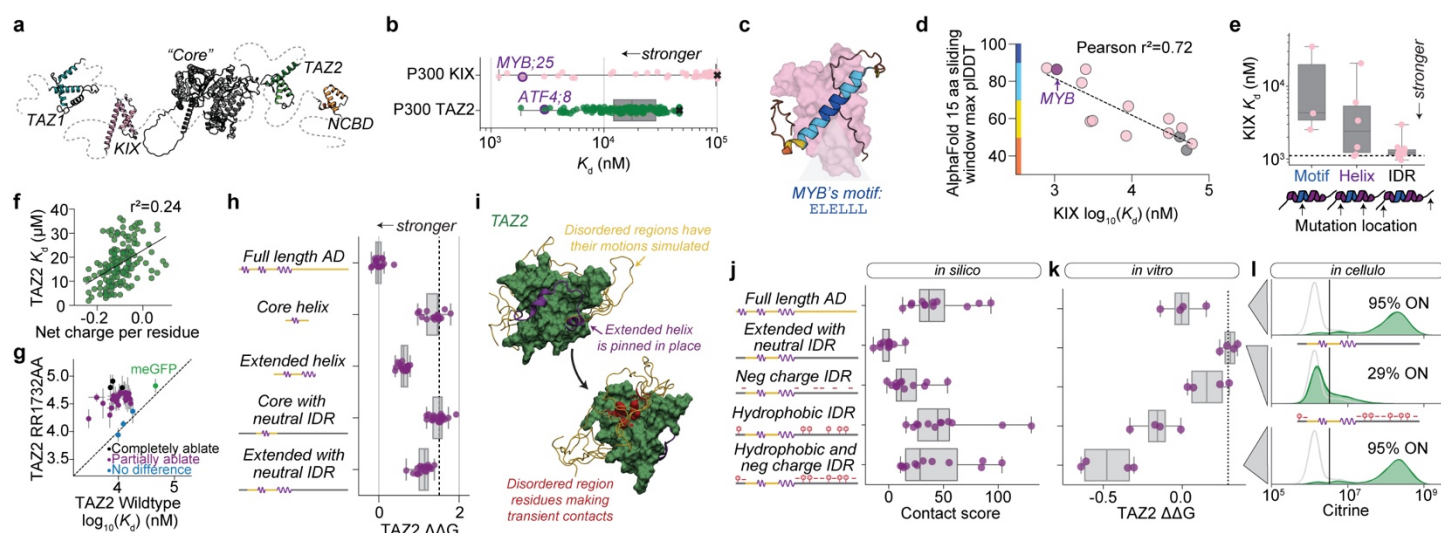 a
"Core"
TAZ2
TAZ1
KIX
NCBD
b
stronger
MYB;25
P300 KIX
ATF4;8
P300 TAZ2
10³
10⁴
10⁵
Kd (nM)
c
MYB's motif:
ELELLL
d
Pearson r²=0.72
AlphaFold 15 aa sliding
window max plDDT
100
80
60
40
MYB
3
4
5
KIX log₁₀(Kd) (nM)
e
KIX Kd (nM)
10⁴
10³
stronger
Motif
Helix
IDR
Mutation location
f
r²=0.24
TAZ2 Kd (µM)
40
30
20
10
0
-0.2
-0.1
0.0
Net charge per residue
g
meGFP
TAZ2 RR1732AA
5.0
4.5
4.0
3.5
Completely ablate
Partially ablate
No difference
4
5
TAZ2 Wildtype
log₁₀(Kd) (nM)
h
stronger
Full length AD
Core helix
Extended helix
Core with
neutral IDR
Extended with
neutral IDR
0
2
TAZ2 ΔΔG
i
TAZ2
Disordered regions have
their motions simulated
Extended helix
is pinned in place
Disordered region
residues making
transient contacts
j
in silico
Full length AD
Extended with
neutral IDR
Neg charge IDR
Hydrophobic IDR
Hydrophobic and
neg charge IDR
0
50
100
Contact score
k
in vitro
-0.5
0.0
TAZ2 ΔΔG
l
in cellulo
95% ON
29% ON
95% ON
10⁵
10⁷
10⁹
Citrine